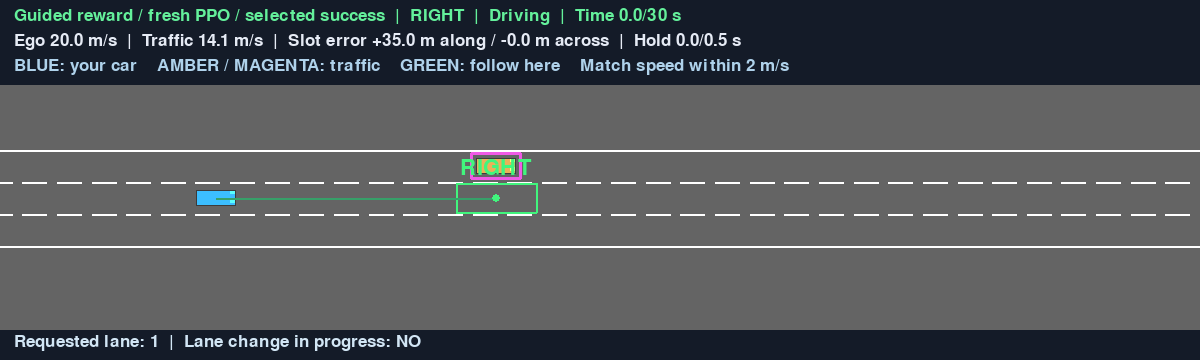 Guided reward / fresh PPO / selected success | RIGHT | Driving | Time 0.0/30 s
Ego 20.0 m/s | Traffic 14.1 m/s | Slot error +35.0 m along / -0.0 m across | Hold 0.0/0.5 s
BLUE: your car AMBER / MAGENTA: traffic GREEN: follow here Match speed within 2 m/s
RIGHT
Requested lane: 1 | Lane change in progress: NO